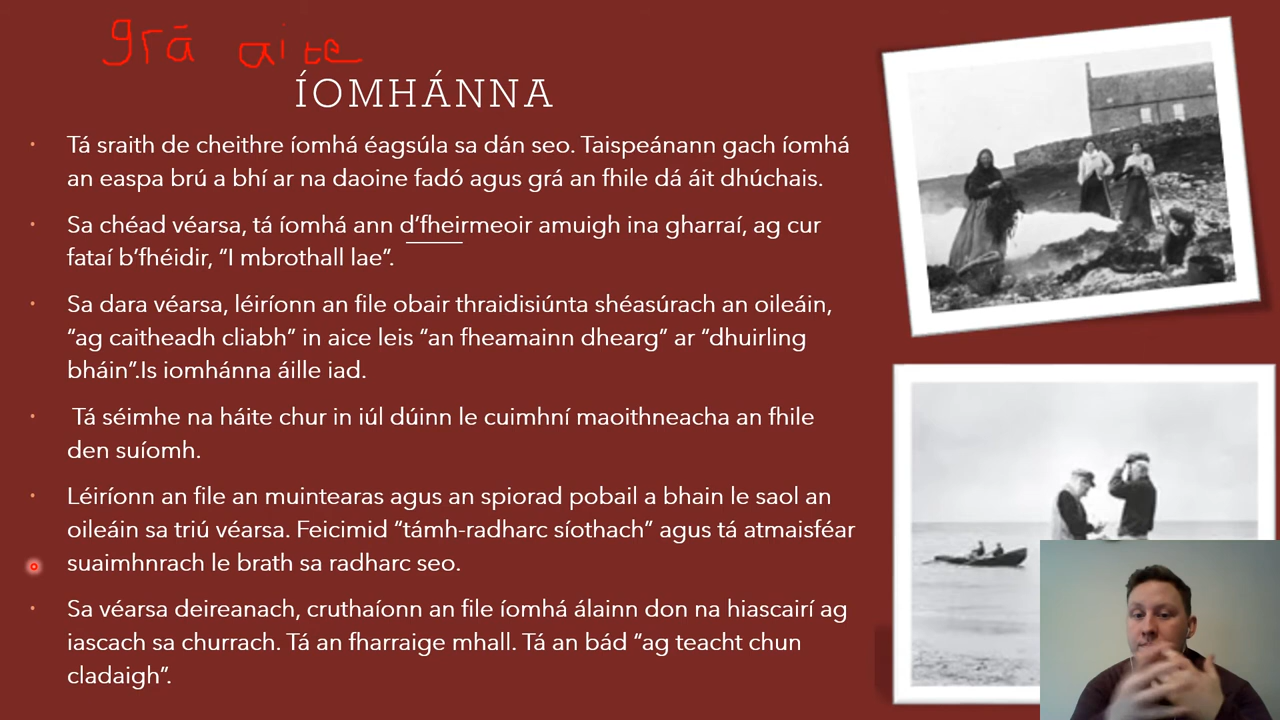 grā aite
ÍOMHÁNNA
Tá sraith de cheithre íomhá éagsúla sa dán seo. Taispeánann gach íomhá
an easpa brú a bhí ar na daoine fadó agus grá an fhile dá áit dhúchais.
Sa chéad véarsa, tá íomhá ann d’fheirmeoir amuigh ina gharraí, ag cur
fataí b’fhéidir, “I mbrothall lae”.
Sa dara véarsa, léiríonn an file obair thraidisiúnta shéasúrach an oileáin,
“ag caitheadh cliabh” in aice leis “an fheamainn dhearg” ar “dhuirling
bháin”.Is iomhánna áille iad.
Tá séimhe na háite chur in iúl dúinn le cuimhní maoithneacha an fhile
den suíomh.
Léiríonn an file an muintearas agus an spiorad pobail a bhain le saol an
oileáin sa triú véarsa. Feicimid “támh-radharc síothach” agus tá atmaisféar
suaimhnrach le brath sa radharc seo.
Sa véarsa deireanach, cruthaíonn an file íomhá álainn don na hiascairí ag
iascach sa churrach. Tá an fharraige mhall. Tá an bád “ag teacht chun
cladaigh”.